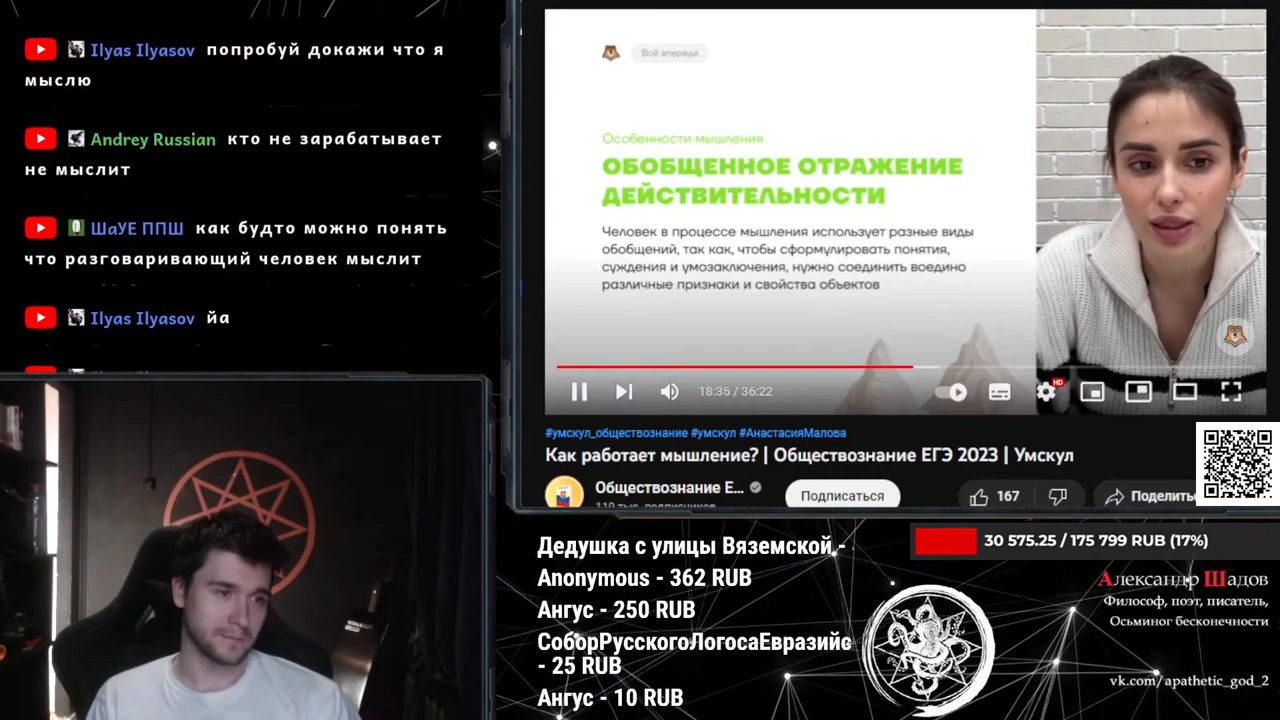 Ilyas Ilyasov попробуй докажи что я
мыслю
Andrey Russian кто не зарабатывает
не мыслит
ШаУЕ ППШ как будто можно понять
что разговаривающий человек мыслит
Ilyas Ilyasov йа
Всё впереди
Особенности мышления
ОБОБЩЕННОЕ ОТРАЖЕНИЕ
ДЕЙСТВИТЕЛЬНОСТИ
Человек в процессе мышления использует разные виды
обобщений, так как, чтобы сформулировать понятия,
суждения и умозаключения, нужно соединить воедино
различные признаки и свойства объектов
18:35 / 36:22
HD
#умскул_обществознание #умскул #АнастасияМалова
Как работает мышление? | Обществознание ЕГЭ 2023 | Умскул
Обществознание Е...
Подписаться
167
Поделить
30 575.25 / 175 799 RUB (17%)
Дедушка с улицы Вяземской -
Anonymous - 362 RUB
Ангус - 250 RUB
СоборРусскогоЛогосаЕвразийс
- 25 RUB
Ангус - 10 RUB
Александр Шадов
Философ, поэт, писатель,
Осьминог бесконечности
vk.com/apathetic_god_2